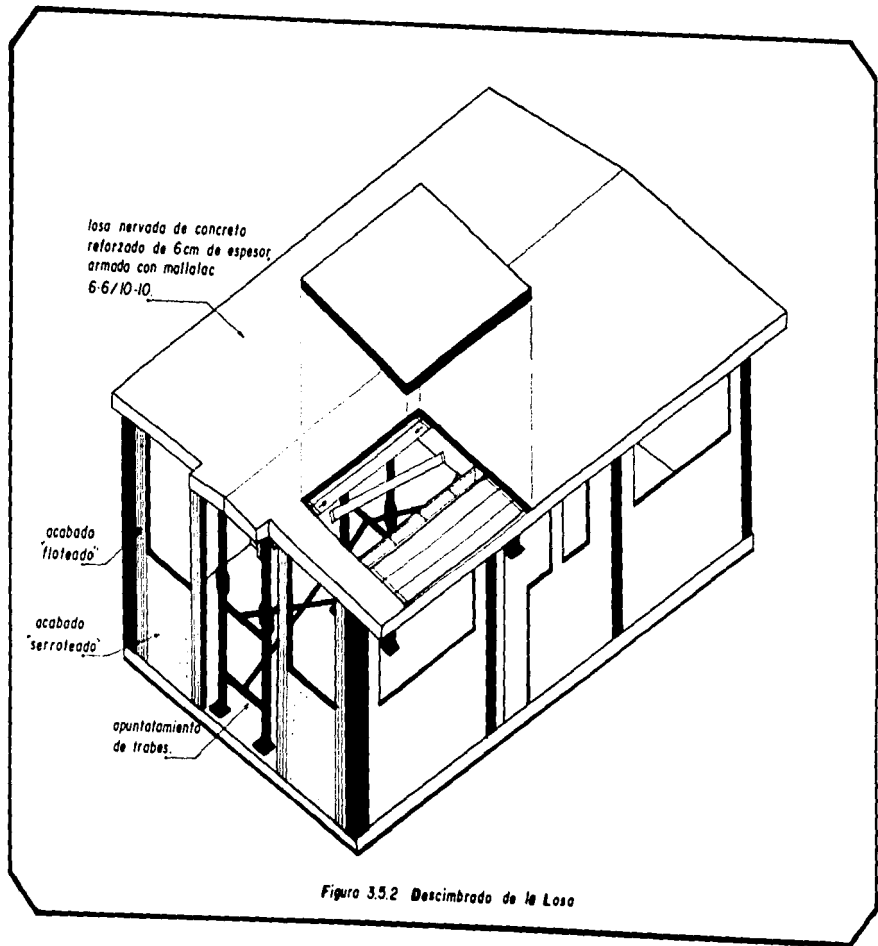 losa nervada de concreto
reforzado de 6cm de espesor,
armada con mallalac
6-6/10-10.
acabado
"floteado"
acabado
"serroteado"
apuntalamiento
de trabes.
Figura 3.5.2 Descimbrado de la Losa